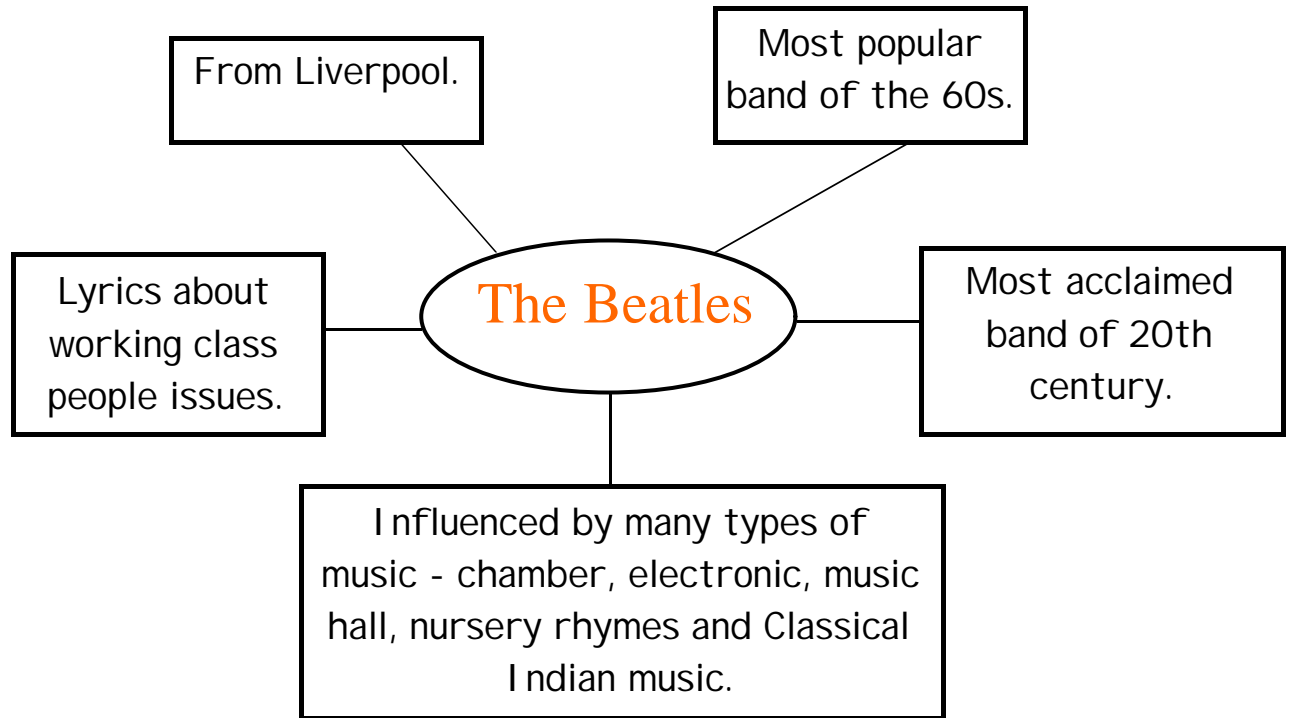 From Liverpool.
Most popular
band of the 60s.
The Beatles
Lyrics about
working class
people issues.
Most acclaimed
band of 20th
century.
Influenced by many types of
music - chamber, electronic, music
hall, nursery rhymes and Classical
Indian music.